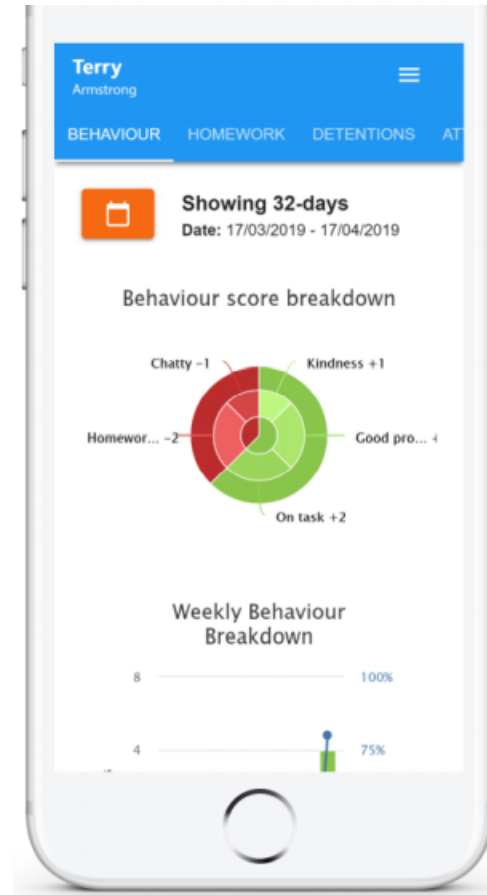 Terry
Armstrong
BEHAVIOUR HOMEWORK DETENTIONS AT
Showing 32-days
Date: 17/03/2019 - 17/04/2019
Behaviour score breakdown
Chatty -1 Kindness +1
Homewor... -2 Good pro...
On task +2
Weekly Behaviour
Breakdown
8 100%
4 75%